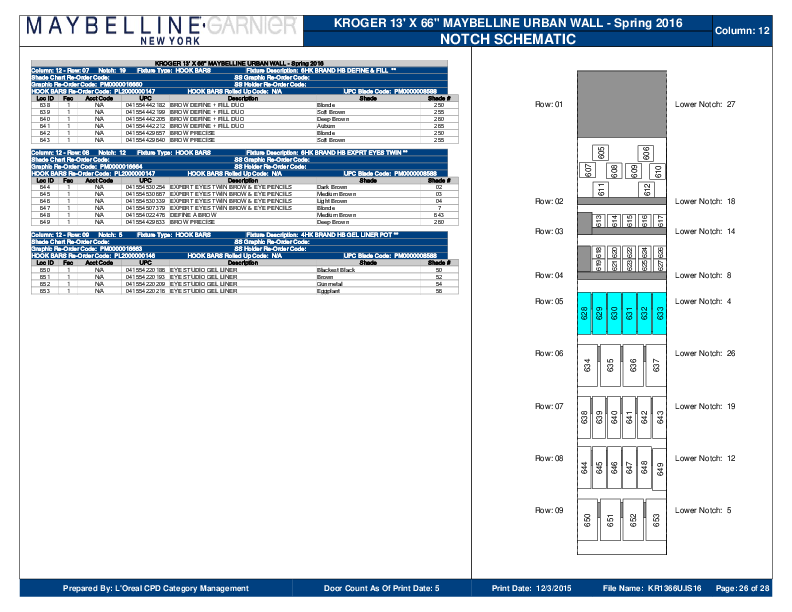 MAYBELLINE GARNIER
NEW YORK
KROGER 13' X 66" MAYBELLINE URBAN WALL - Spring 2016
NOTCH SCHEMATIC
Column: 12
KROGER 13' X 66" MAYBELLINE URBAN WALL - Spring 2016
Column: 12 - Row: 07 Notch: 19 Fixture Type: HOOK BARS Fixture Description: 6HK BRAND HB DEFINE & FILL **
Shade Chart Re-Order Code: SS Graphic Re-Order Code:
Graphic Re-Order Code: PM0000016660 SS Holder Re-Order Code:
HOOK BARS Re-Order Code: PL2000000147 HOOK BARS Rolled Up Code: N/A UPC Blade Code: PM0000008588
Loc ID Fac Acct Code UPC Description Shade Shade #
638 1 N/A 041554442182 BROW DEFINE + FILL DUO Blonde 250
639 1 N/A 041554442199 BROW DEFINE + FILL DUO Soft Brown 255
640 1 N/A 041554442205 BROW DEFINE + FILL DUO Deep Brown 260
641 1 N/A 041554442212 BROW DEFINE + FILL DUO Auburn 265
642 1 N/A 041554429657 BROW PRECISE Blonde 250
643 1 N/A 041554429640 BROW PRECISE Soft Brown 255
Column: 12 - Row: 08 Notch: 12 Fixture Type: HOOK BARS Fixture Description: 6HK BRAND HB EXPRT EYES TWIN **
Shade Chart Re-Order Code: SS Graphic Re-Order Code:
Graphic Re-Order Code: PM0000016664 SS Holder Re-Order Code:
HOOK BARS Re-Order Code: PL2000000147 HOOK BARS Rolled Up Code: N/A UPC Blade Code: PM0000008588
Loc ID Fac Acct Code UPC Description Shade Shade #
644 1 N/A 041554530254 EXPERT EYES TWIN BROW & EYE PENCILS Dark Brown 02
645 1 N/A 041554530667 EXPERT EYES TWIN BROW & EYE PENCILS Medium Brown 03
646 1 N/A 041554530339 EXPERT EYES TWIN BROW & EYE PENCILS Light Brown 04
647 1 N/A 041554507379 EXPERT EYES TWIN BROW & EYE PENCILS Blonde 7
648 1 N/A 041554022476 DEFINE A BROW Medium Brown 643
649 1 N/A 041554429633 BROW PRECISE Deep Brown 260
Column: 12 - Row: 09 Notch: 5 Fixture Type: HOOK BARS Fixture Description: 4HK BRAND HB GEL LINER POT **
Shade Chart Re-Order Code: SS Graphic Re-Order Code:
Graphic Re-Order Code: PM0000016663 SS Holder Re-Order Code:
HOOK BARS Re-Order Code: PL2000000146 HOOK BARS Rolled Up Code: N/A UPC Blade Code: PM0000008588
Loc ID Fac Acct Code UPC Description Shade Shade #
650 1 N/A 041554220186 EYE STUDIO GEL LINER Blackest Black 50
651 1 N/A 041554220193 EYE STUDIO GEL LINER Brown 52
652 1 N/A 041554220209 EYE STUDIO GEL LINER Gunmetal 54
653 1 N/A 041554220216 EYE STUDIO GEL LINER Eggplant 56
Row: 01 Lower Notch: 27
605 606
607 608 609 610
611 612
Row: 02 Lower Notch: 18
613 614 615 616 617
Row: 03 Lower Notch: 14
618 620 622 624 626
619 621 623 625 627
Row: 04 Lower Notch: 8
Row: 05 628 629 630 631 632 633 Lower Notch: 4
Row: 06 634 635 636 637 Lower Notch: 26
Row: 07 638 639 640 641 642 643 Lower Notch: 19
Row: 08 644 645 646 647 648 649 Lower Notch: 12
Row: 09 650 651 652 653 Lower Notch: 5
Prepared By: L'Oreal CPD Category Management Door Count As Of Print Date: 5 Print Date: 12/3/2015 File Name: KR1366UJS16 Page: 26 of 28